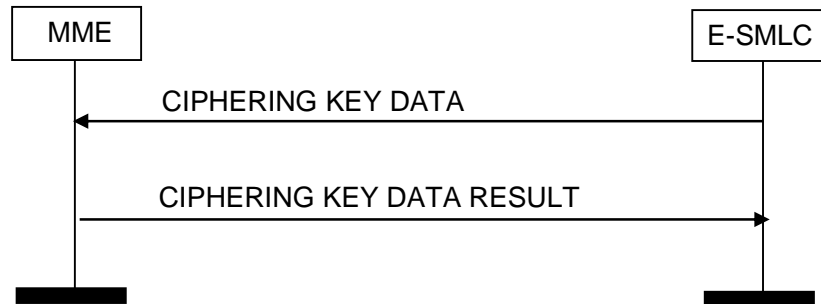 MME
E-SMLC
CIPHERING KEY DATA
CIPHERING KEY DATA RESULT